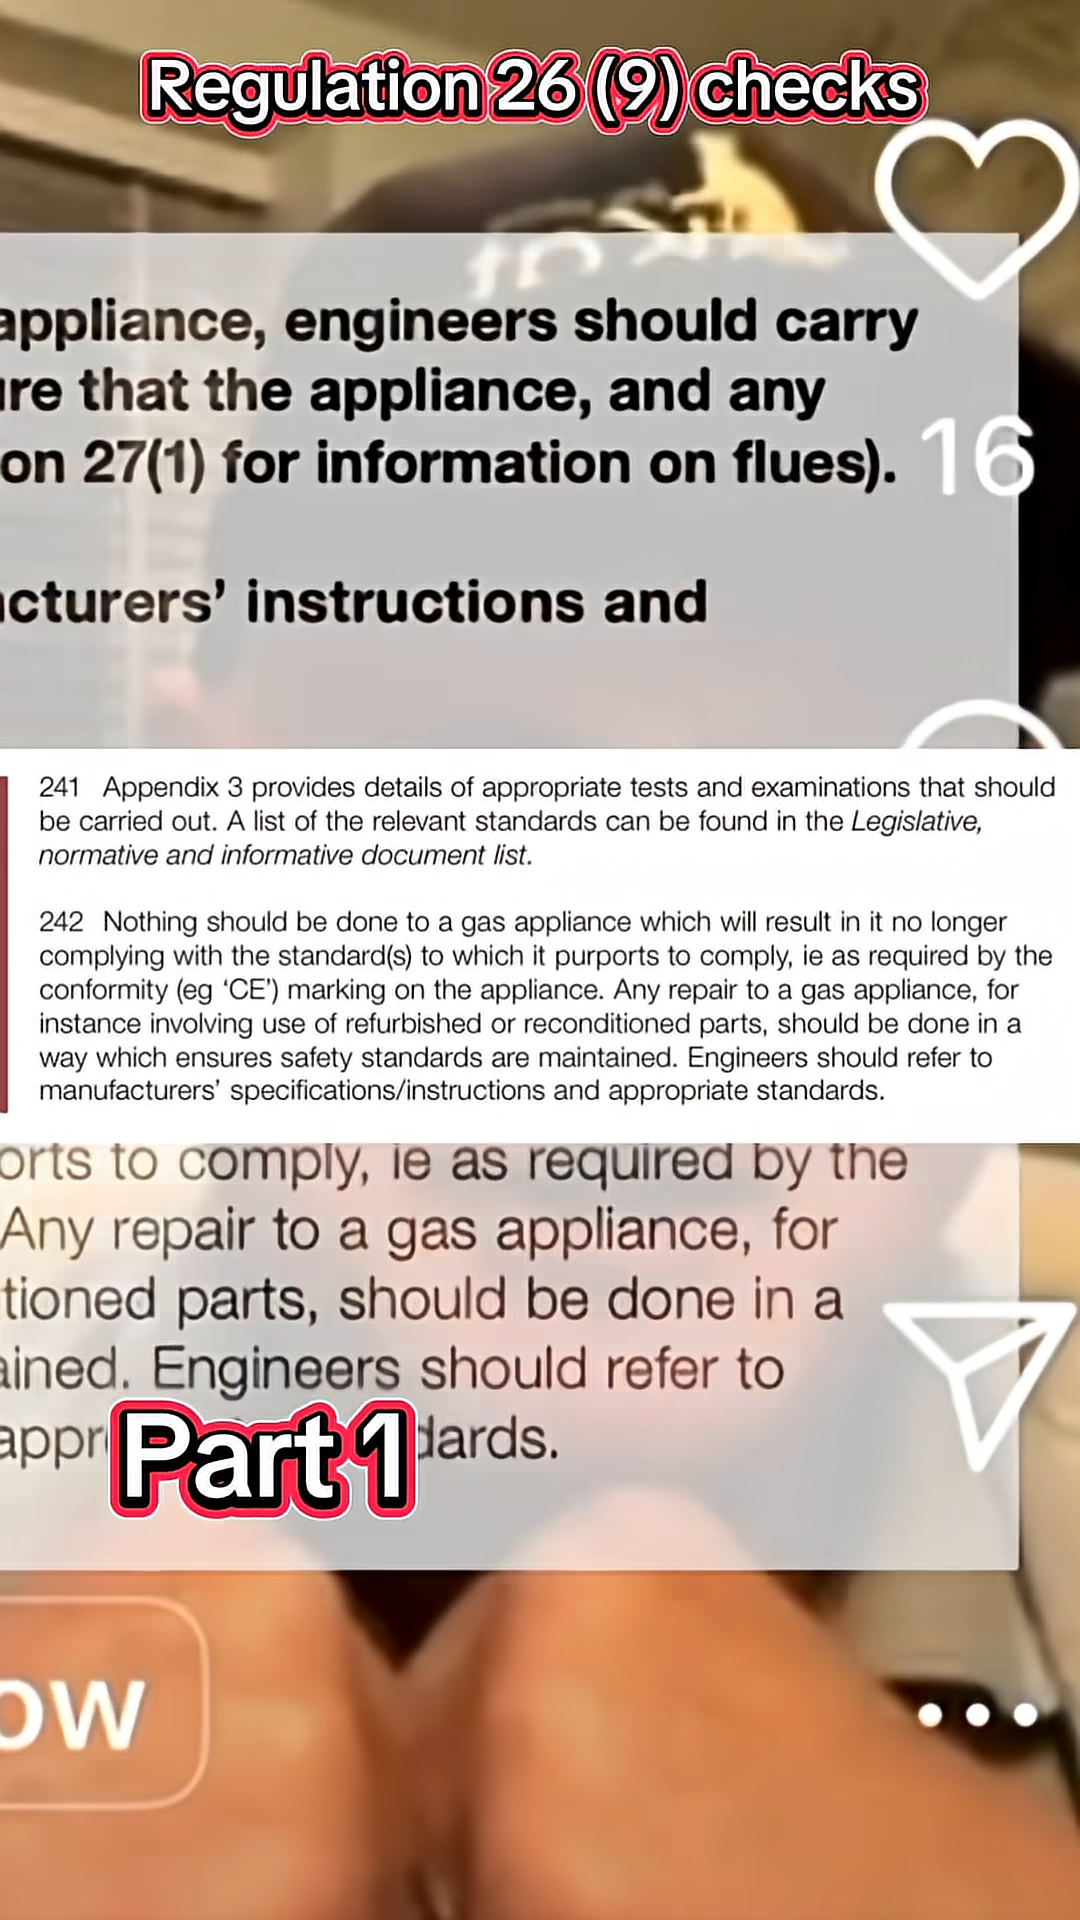 Regulation 26 (9) checks
appliance, engineers should carry
that the appliance, and any
on 27(1) for information on flues).
16
instructions and
241 Appendix 3 provides details of appropriate tests and examinations that should
be carried out. A list of the relevant standards can be found in the Legislative,
normative and informative document list.
242 Nothing should be done to a gas appliance which will result in it no longer
complying with the standard(s) to which it purports to comply, ie as required by the
conformity (eg ‘CE’) marking on the appliance. Any repair to a gas appliance, for
instance involving use of refurbished or reconditioned parts, should be done in a
way which ensures safety standards are maintained. Engineers should refer to
manufacturers’ specifications/instructions and appropriate standards.
to comply, ie as required by the
Any repair to a gas appliance, for
parts, should be done in a
Engineers should refer to
Part 1